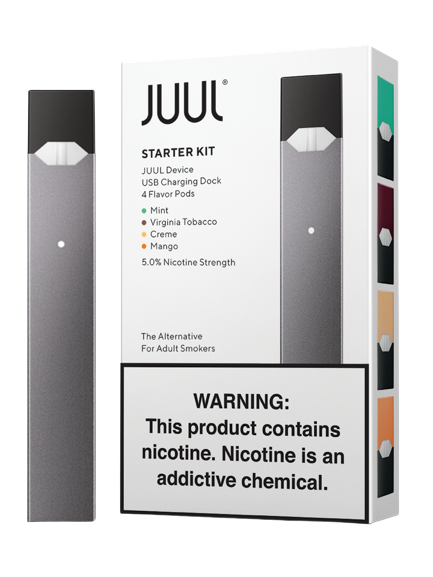 JUUL®
STARTER KIT
JUUL Device
USB Charging Dock
4 Flavor Pods
Mint
Virginia Tobacco
Creme
Mango
5.0% Nicotine Strength
The Alternative
For Adult Smokers
WARNING:
This product contains
nicotine. Nicotine is an
addictive chemical.